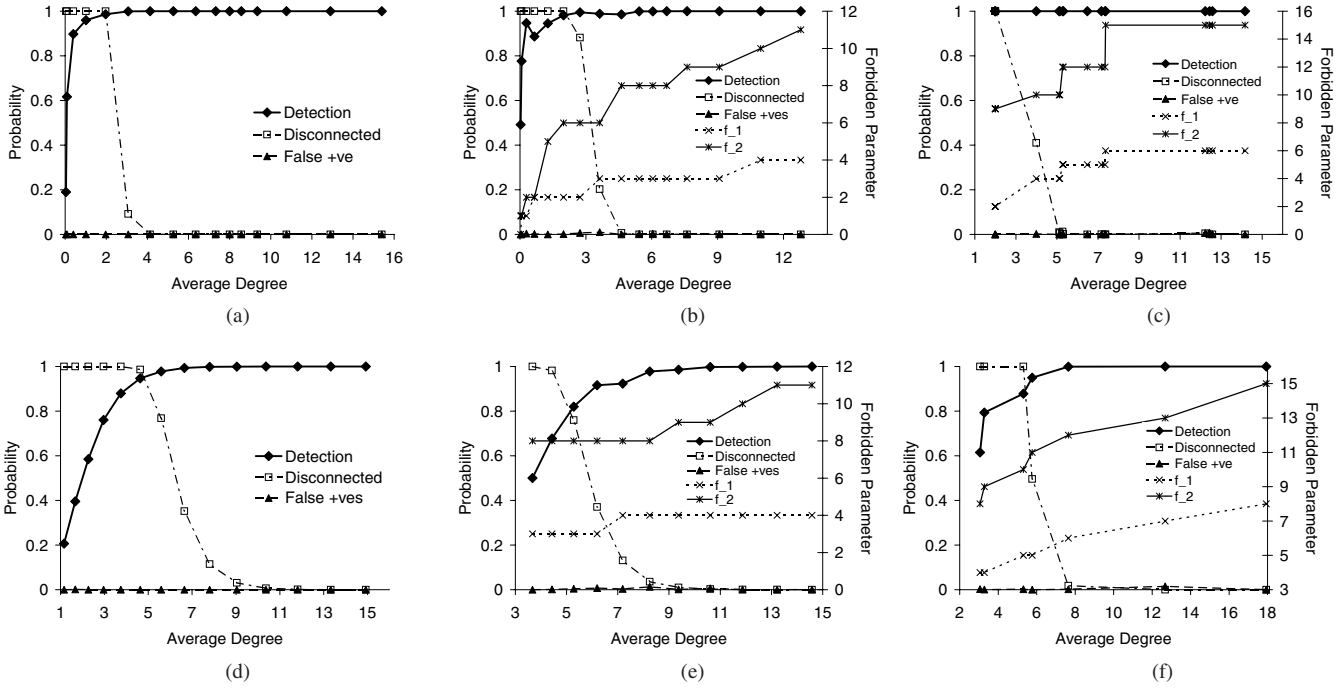 1
0.8
0.6
0.4
0.2
0
Probability
0 2 4 6 8 10 12 14 16
Average Degree
Detection
Disconnected
False +ve
(a)
1
0.8
0.6
0.4
0.2
0
Probability
0 3 6 9 12
Average Degree
12
10
8
6
4
2
0
Forbidden Parameter
Detection
Disconnected
False +ves
f_1
f_2
(b)
1
0.8
0.6
0.4
0.2
0
Probability
1 3 5 7 9 11 13 15
Average Degree
16
14
12
10
8
6
4
2
0
Forbidden Parameter
Detection
Disconnected
False +ve
f_1
f_2
(c)
1
0.8
0.6
0.4
0.2
0
Probability
1 3 5 7 9 11 13 15
Average Degree
Detection
Disconnected
False +ves
(d)
1
0.8
0.6
0.4
0.2
0
Probability
3 5 7 9 11 13 15
Average Degree
12
10
8
6
4
2
0
Forbidden Parameter
Detection
Disconnected
False +ves
f_1
f_2
(e)
1
0.8
0.6
0.4
0.2
0
Probability
2 4 6 8 10 12 14 16 18
Average Degree
15
13
11
9
7
5
3
Forbidden Parameter
Detection
Disconnected
False +ve
f_1
f_2
(f)